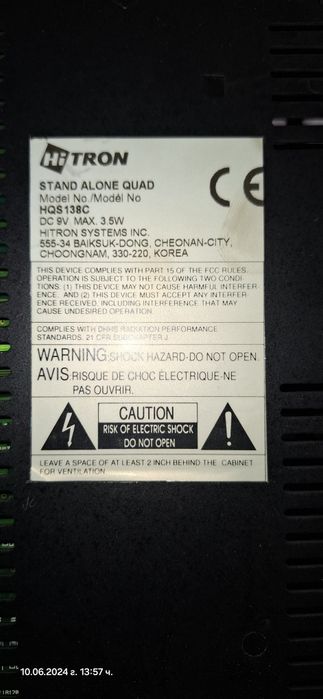 HiTRON
STAND ALONE QUAD
Model No./Modèl No
HQS138C
DC 9V MAX. 3.5W
HITRON SYSTEMS INC.
555-34 BAIKSUK-DONG, CHEONAN-CITY,
CHOONGNAM, 330-220, KOREA
CE
THIS DEVICE COMPLIES WITH PART 15 OF THE FCC RULES.
OPERATION IS SUBJECT TO THE FOLLOWING TWO CONDI
TIONS. (1) THIS DEVICE MAY NOT CAUSE HARMFUL INTERFER
ENCE. AND (2) THIS DEVICE MUST ACCEPT ANY INTERFER
ENCE RECEIVED. INCLUDING INTERFERENCE THAT MAY
CAUSE UNDESIRED OPERATION.
COMPLIES WITH DHHS RADIATION PERFORMANCE
STANDARDS. 21 CFR SUBCHAPTER J.
WARNING:SHOCK HAZARD-DO NOT OPEN.
AVIS:RISQUE DE CHOC ÉLECTRIQUE-NE
PAS OUVRIR.
CAUTION
RISK OF ELECTRIC SHOCK
DO NOT OPEN
LEAVE A SPACE OF AT LEAST 2 INCH BEHIND THE CABINET
FOR VENTILATION.
10.06.2024 г. 13:57 ч.